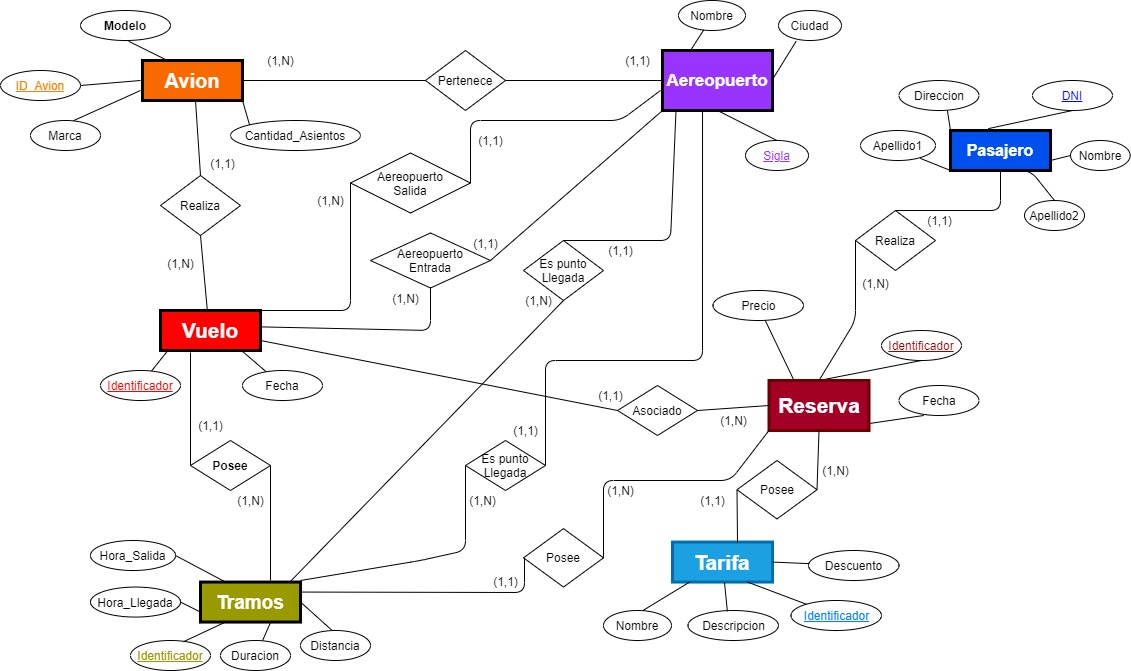 Nombre
Modelo
Ciudad
(1,N)
(1,1)
Avion
Pertenece
Aereopuerto
ID_Avion
Direccion
DNI
Marca
Cantidad_Asientos
(1,1)
Apellido1
Pasajero
Nombre
Sigla
(1,1)
Aereopuerto
Salida
(1,N)
Realiza
Apellido2
(1,1)
(1,1)
Aereopuerto
Entrada
(1,1)
Realiza
(1,N)
Es punto
Llegada
(1,N)
(1,N)
(1,N)
Precio
Vuelo
Identificador
Identificador
Fecha
(1,1)
Asociado
(1,N)
Reserva
Fecha
(1,1)
(1,1)
Posee
Es punto
Llegada
(1,N)
(1,N)
(1,N)
(1,N)
Posee
(1,1)
Hora_Salida
Posee
(1,1)
Tarifa
Descuento
Hora_Llegada
Tramos
Nombre
Descripcion
Identificador
Identificador
Duracion
Distancia